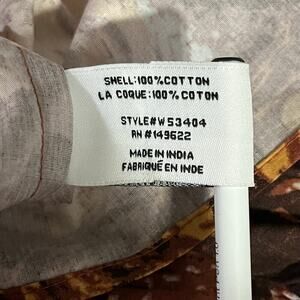 SHELL:100%COTTON
LA COQUE:100%COTON
STYLE#W53404
RN #149622
MADE IN INDIA
FABRIQUÉ EN INDE